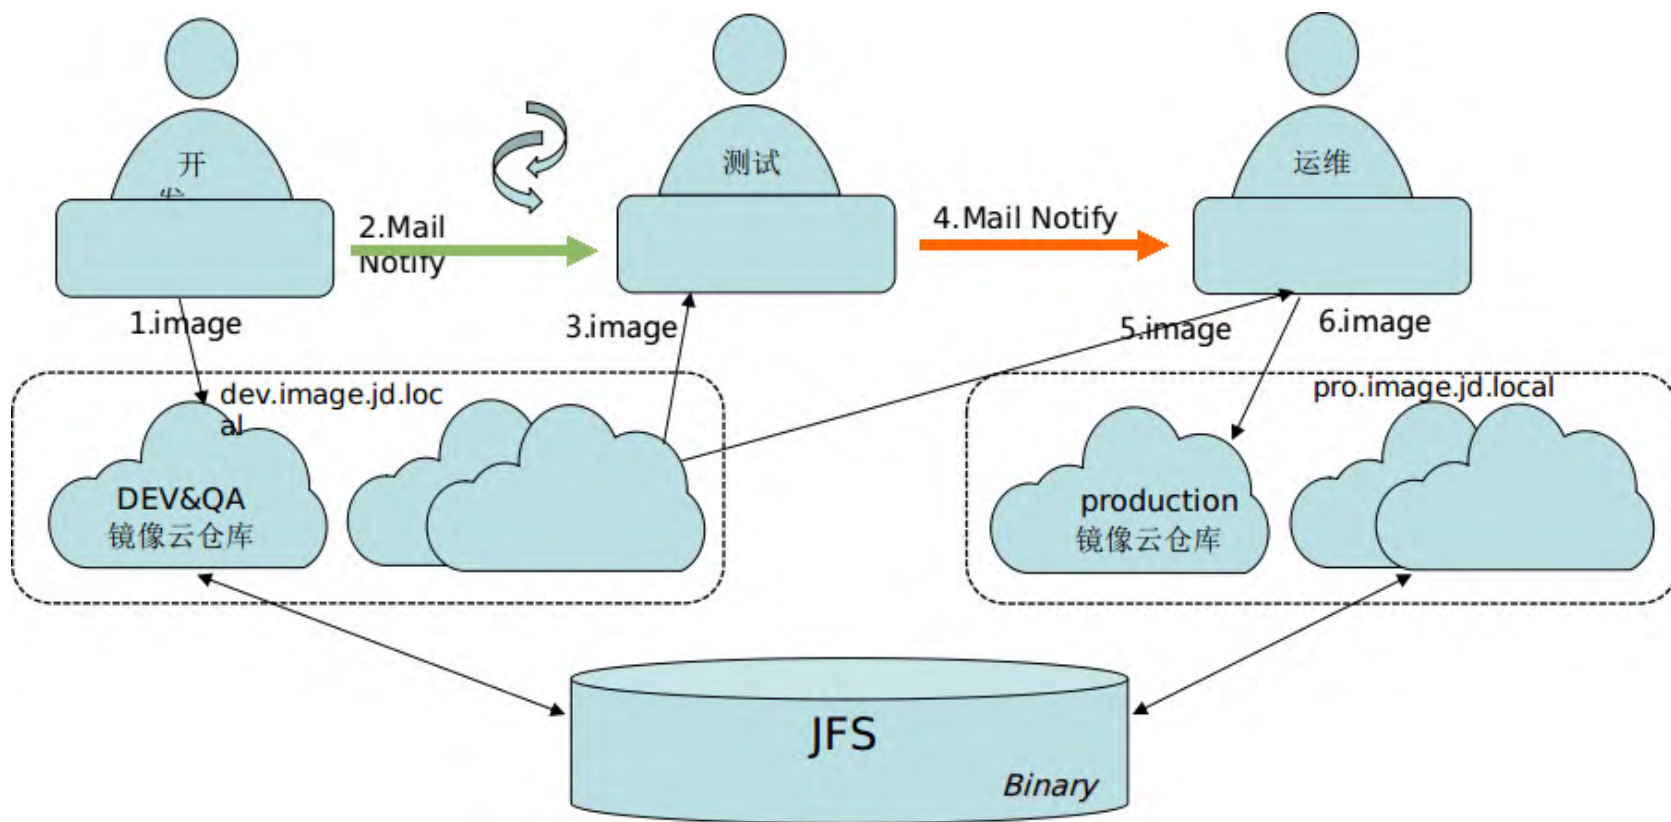 开
发
测试
运维
2.Mail
Notify
4.Mail Notify
1.image
3.image
5.image
6.image
dev.image.jd.loc
al
pro.image.jd.local
DEV&QA
镜像云仓库
production
镜像云仓库
JFS
Binary